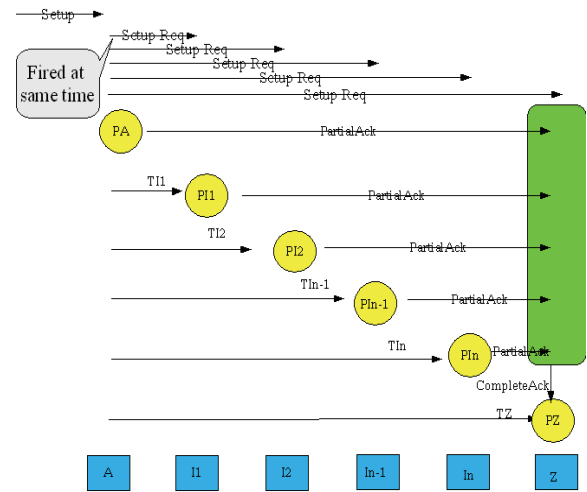 Setup
Setup Req
Setup Req
Setup Req
Setup Req
Setup Req
Fired at
same time
PA
PartialAck
TI1
PI1
PartialAck
TI2
PI2
PartialAck
TIn-1
PIn-1
PartialAck
TIn
PIn
PartialAck
CompleteAck
TZ
PZ
A
I1
I2
In-1
In
Z